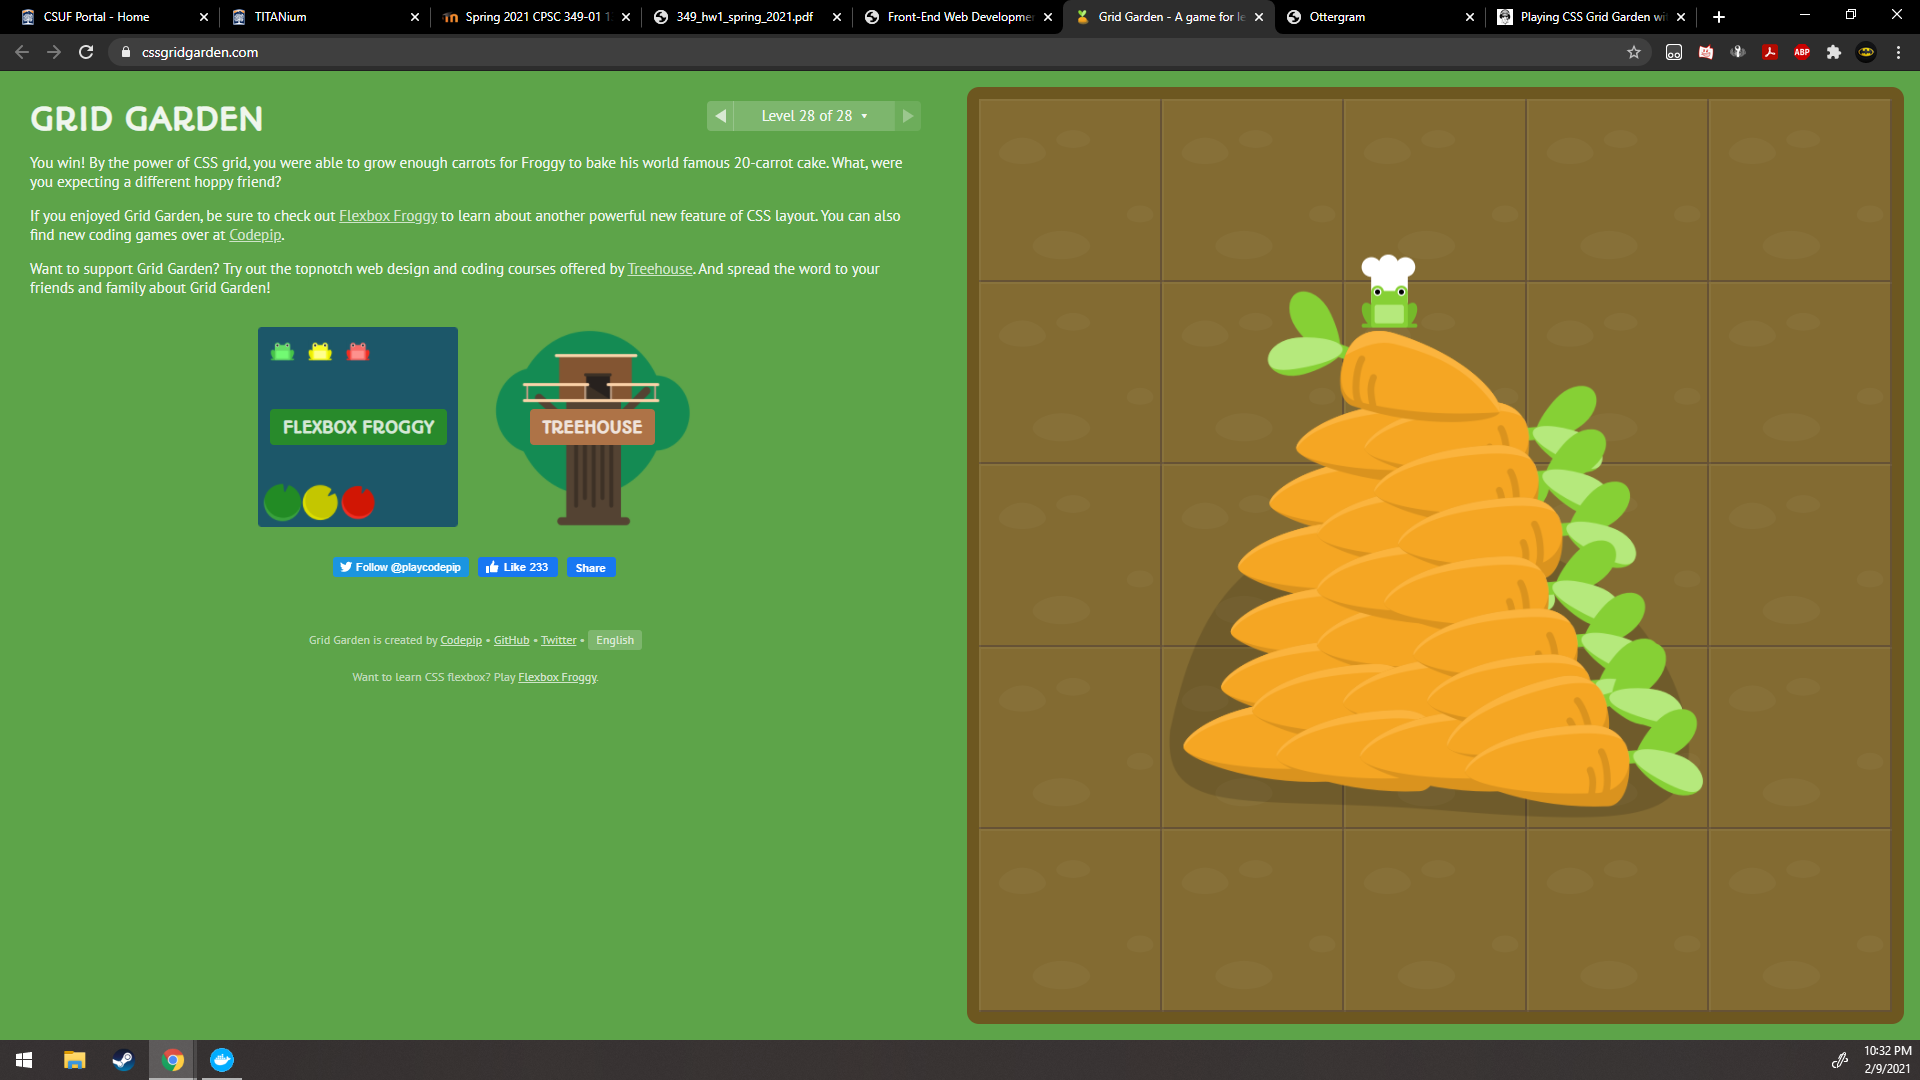 CSUF Portal - Home
TITANium
Spring 2021 CPSC 349-01 1
349_hw1_spring_2021.pdf
Front-End Web Developme
Grid Garden - A game for le
Ottergram
Playing CSS Grid Garden wi
cssgridgarden.com
ABP
GRID GARDEN
Level 28 of 28
You win! By the power of CSS grid, you were able to grow enough carrots for Froggy to bake his world famous 20-carrot cake. What, were
you expecting a different hoppy friend?
If you enjoyed Grid Garden, be sure to check out Flexbox Froggy to learn about another powerful new feature of CSS layout. You can also
find new coding games over at Codepip.
Want to support Grid Garden? Try out the topnotch web design and coding courses offered by Treehouse. And spread the word to your
friends and family about Grid Garden!
FLEXBOX FROGGY
TREEHOUSE
Follow @playcodepip
Like 233
Share
Grid Garden is created by Codepip • GitHub • Twitter • English
Want to learn CSS flexbox? Play Flexbox Froggy.
10:32 PM
2/9/2021